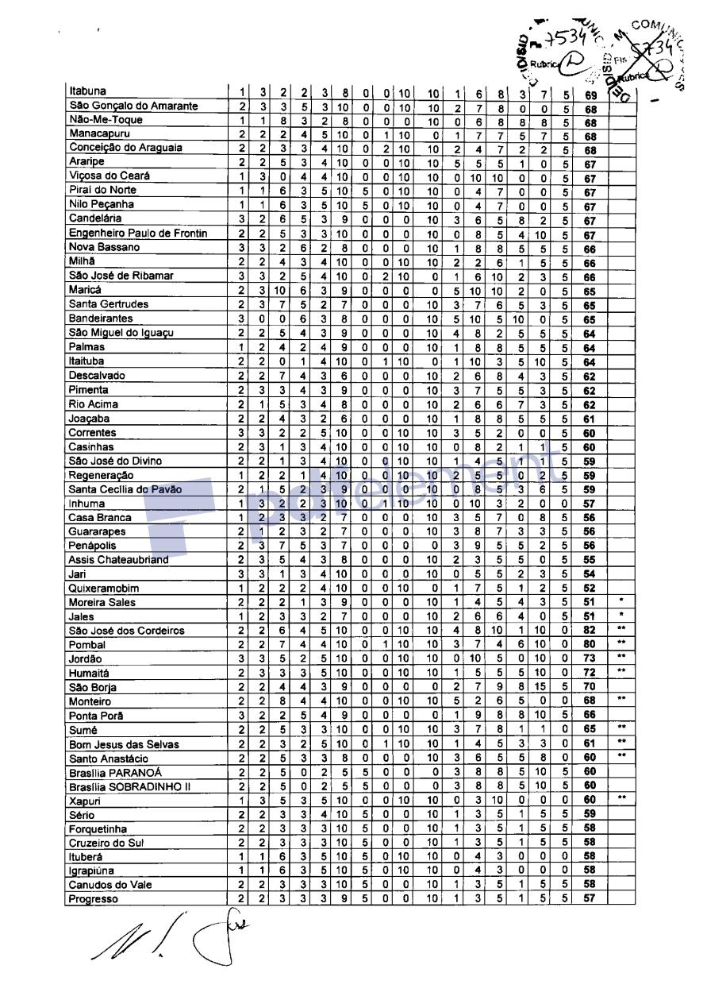 7534
Rubrica
COMUNIC
5734
Fls
Rubrica
Itabuna 1 3 2 2 3 8 0 0 10 10 1 6 8 3 7 5 69
São Gonçalo do Amarante 2 3 3 5 3 10 0 0 10 10 2 7 8 0 0 5 68
Não-Me-Toque 1 1 8 3 2 8 0 0 0 10 0 6 8 8 8 5 68
Manacapuru 2 2 2 4 5 10 0 1 10 0 1 7 7 5 7 5 68
Conceição do Araguaia 2 2 3 3 4 10 0 2 10 10 2 4 7 2 2 5 68
Araripe 2 2 5 3 4 10 0 0 10 10 5 5 5 1 0 5 67
Viçosa do Ceará 1 3 0 4 4 10 0 0 10 10 0 10 10 0 0 5 67
Piraí do Norte 1 1 6 3 5 10 5 0 10 10 0 4 7 0 0 5 67
Nilo Peçanha 1 1 6 3 5 10 5 0 10 10 0 4 7 0 0 5 67
Candelária 3 2 6 5 3 9 0 0 0 10 3 6 5 8 2 5 67
Engenheiro Paulo de Frontin 2 2 5 3 3 10 0 0 0 10 0 8 5 4 10 5 67
Nova Bassano 3 3 2 6 2 8 0 0 0 10 1 8 8 5 5 5 66
Milhã 2 2 4 3 4 10 0 0 10 10 2 2 6 1 5 5 66
São José de Ribamar 3 3 2 5 4 10 0 2 10 0 1 6 10 2 3 5 66
Maricá 2 3 10 6 3 9 0 0 0 0 5 10 10 2 0 5 65
Santa Gertrudes 2 3 7 5 2 7 0 0 0 10 3 7 6 5 3 5 65
Bandeirantes 3 0 0 6 3 8 0 0 0 10 5 10 5 10 0 5 65
São Miguel do Iguaçu 2 2 5 4 3 9 0 0 0 10 4 8 2 5 5 5 64
Palmas 1 2 4 2 4 9 0 0 0 10 1 8 8 5 5 5 64
Itaituba 2 2 0 1 4 10 0 1 10 0 1 10 3 5 10 5 64
Descalvado 2 2 7 4 3 6 0 0 0 10 2 6 8 4 3 5 62
Pimenta 2 3 3 4 3 9 0 0 0 10 3 7 5 5 3 5 62
Rio Acima 2 1 5 3 4 8 0 0 0 10 2 6 6 7 3 5 62
Joaçaba 2 2 4 3 2 6 0 0 0 10 1 8 8 5 5 5 61
Correntes 3 3 2 2 5 10 0 0 10 10 3 5 2 0 0 5 60
Casinhas 2 3 1 3 4 10 0 0 10 10 0 8 2 1 1 5 60
São José do Divino 2 2 1 3 4 10 0 0 10 10 1 4 5 1 1 5 59
Regeneração 1 2 2 1 4 10 0 0 10 10 2 5 5 0 2 5 59
Santa Cecília do Pavão 2 1 5 2 3 9 0 0 0 10 0 8 5 3 6 5 59
Inhuma 1 3 2 2 3 10 0 1 10 10 0 10 3 2 0 0 57
Casa Branca 1 2 3 3 2 7 0 0 0 10 3 5 7 0 8 5 56
Guararapes 2 1 2 3 2 7 0 0 0 10 3 8 7 3 3 5 56
Penápolis 2 3 7 5 3 7 0 0 0 0 3 9 5 5 2 5 56
Assis Chateaubriand 2 3 5 4 3 8 0 0 0 10 2 3 5 5 0 5 55
Jari 3 3 1 3 4 10 0 0 0 10 0 5 5 2 3 5 54
Quixeramobim 1 2 2 2 4 10 0 0 10 0 1 7 5 1 2 5 52
Moreira Sales 2 2 2 1 3 9 0 0 0 10 1 4 5 4 3 5 51 *
Jales 1 2 3 3 2 7 0 0 0 10 2 6 6 4 0 5 51 *
São José dos Cordeiros 2 2 6 4 5 10 0 0 10 10 4 8 10 1 10 0 82 **
Pombal 2 2 7 4 4 10 0 1 10 10 3 7 4 6 10 0 80 **
Jordão 3 3 5 2 5 10 0 0 10 10 0 10 5 0 10 0 73 **
Humaitá 2 3 3 3 5 10 0 0 10 10 1 5 5 5 10 0 72 **
São Borja 2 2 4 4 3 9 0 0 0 0 2 7 9 8 15 5 70
Monteiro 2 2 8 4 4 10 0 0 10 10 5 2 6 5 0 0 68 **
Ponta Porã 3 2 2 5 4 9 0 0 0 0 1 9 8 8 10 5 66
Sumé 2 2 5 3 3 10 0 0 10 10 3 7 8 1 1 0 65 **
Bom Jesus das Selvas 2 2 3 2 5 10 0 1 10 10 1 4 5 3 3 0 61 **
Santo Anastácio 2 2 5 3 3 8 0 0 0 10 3 6 5 5 8 0 60 **
Brasília PARANOÁ 2 2 5 0 2 5 5 0 0 0 3 8 8 5 10 5 60
Brasília SOBRADINHO II 2 2 5 0 2 5 5 0 0 0 3 8 8 5 10 5 60
Xapuri 1 3 5 3 5 10 0 0 10 10 0 3 10 0 0 0 60 **
Sério 2 2 3 3 4 10 5 0 0 10 1 3 5 1 5 5 59
Forquetinha 2 2 3 3 3 10 5 0 0 10 1 3 5 1 5 5 58
Cruzeiro do Sul 2 2 3 3 3 10 5 0 0 10 1 3 5 1 5 5 58
Ituberá 1 1 6 3 5 10 5 0 10 10 0 4 3 0 0 0 58
Igrapiúna 1 1 6 3 5 10 5 0 10 10 0 4 3 0 0 0 58
Canudos do Vale 2 2 3 3 3 10 5 0 0 10 1 3 5 1 5 5 58
Progresso 2 2 3 3 3 9 5 0 0 10 1 3 5 1 5 5 57
pdfelement